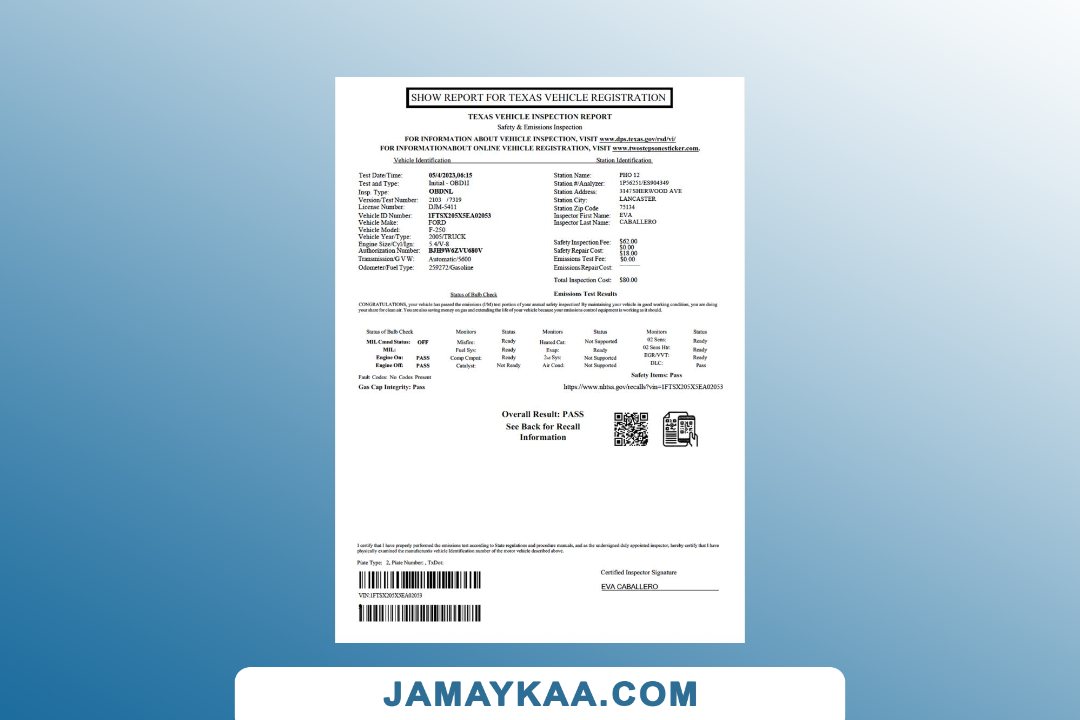 SHOW REPORT FOR TEXAS VEHICLE REGISTRATION
TEXAS VEHICLE INSPECTION REPORT
Safety & Emissions Inspection
FOR INFORMATION ABOUT VEHICLE INSPECTION, VISIT www.dps.texas.gov/rsd/vi/
FOR INFORMATIONABOUT ONLINE VEHICLE REGISTRATION, VISIT www.twostepsonesticker.com.
Vehicle Identification
Test Date/Time: 05/4/2023,06:15
Test and Type: Initial - OBDII
Insp. Type: OBDNL
Version/Test Number: 2103 /7319
License Number: DJM-5411
Vehicle ID Number: 1FTSX205X5EA02053
Vehicle Make: FORD
Vehicle Model: F-250
Vehicle Year/Type: 2005/TRUCK
Engine Size/Cyl/Ign: 5.4/V-8
Authorization Number: BJH9W6ZVU680V
Transmission/G V W: Automatic/5600
Odometer/Fuel Type: 259272/Gasoline
Station Identification
Station Name: PHO 12
Station #/Analyzer: 1P56251/ES904349
Station Address: 3147 SHERWOOD AVE
Station City: LANCASTER
Station Zip Code 75134
Inspector First Name: EVA
Inspector Last Name: CABALLERO
Safety Inspection Fee: $62.00
Safety Repair Cost: $0.00
Emissions Test Fee: $18.00
Emissions Repair Cost: $0.00
Total Inspection Cost: $80.00
Status of Bulb Check
Emissions Test Results
CONGRATULATIONS, your vehicle has passed the emissions (I/M) test portion of your annual safety inspection! By maintaining your vehicle in good working condition, you are doing
your share for clean air. You are also saving money on gas and extending the life of your vehicle because your emissions control equipment is working as it should.
Status of Bulb Check Monitors Status Monitors Status Monitors Status
MIL Cmnd Status: OFF Misfire: Ready Heated Cat: Not Supported 02 Sens: Ready
MIL: Fuel Sys: Ready Evap: Ready 02 Sens Htr: Ready
Engine On: PASS Comp Cmpnt: Ready 2nd Sys: Not Supported EGR/VVT: Ready
Engine Off: PASS Catalyst: Not Ready Air Cond: Not Supported DLC: Pass
Fault Codes: No Codes Present
Safety Items: Pass
Gas Cap Integrity: Pass
https://www.nhtsa.gov/recalls?vin=1FTSX205X5EA02053
Overall Result: PASS
See Back for Recall
Information
I certify that I have properly performed the emissions test according to State regulations and procedure manuals, and as the undersigned duly appointed inspector, hereby certify that I have
physically examined the manufacturer's vehicle Identification number of the motor vehicle described above.
Plate Type: 2, Plate Number: , TxDot:
Certified Inspector Signature
EVA CABALLERO
VIN:1FTSX205X5EA02053
JAMAYKAA.COM